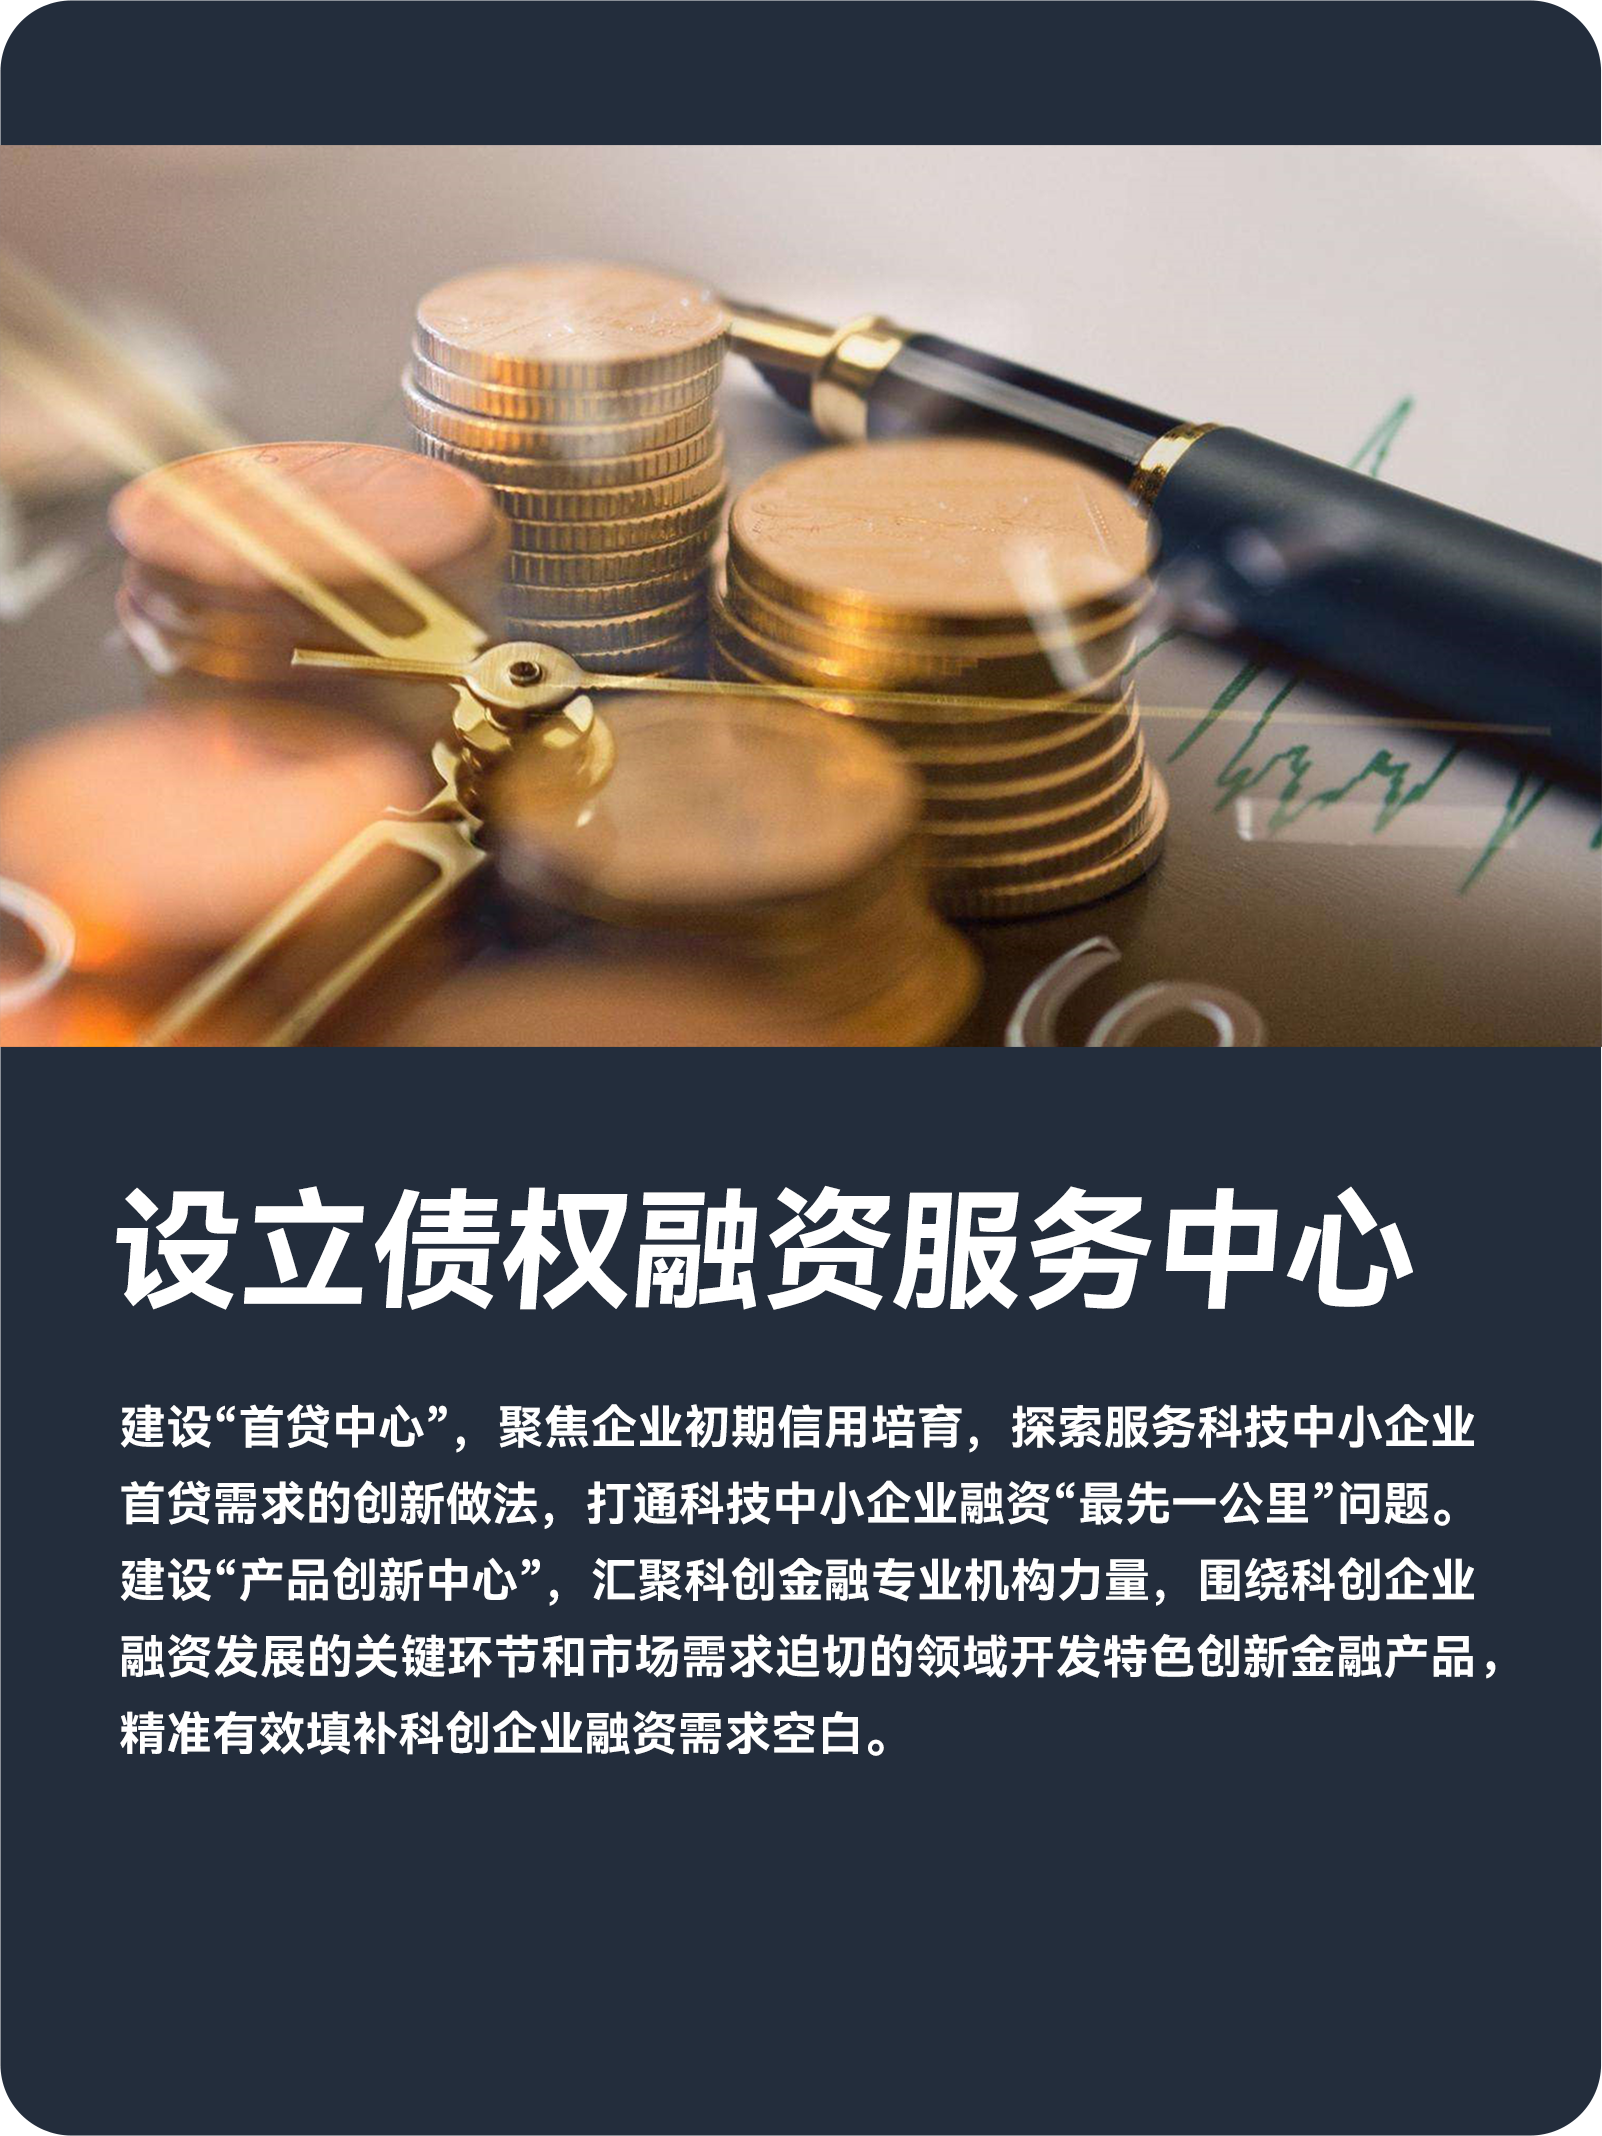 设立债权融资服务中心
建设“首贷中心”，聚焦企业初期信用培育，探索服务科技中小企业
首贷需求的创新做法，打通科技中小企业融资“最先一公里”问题。
建设“产品创新中心”，汇聚科创金融专业机构力量，围绕科创企业
融资发展的关键环节和市场需求迫切的领域开发特色创新金融产品，
精准有效填补科创企业融资需求空白。